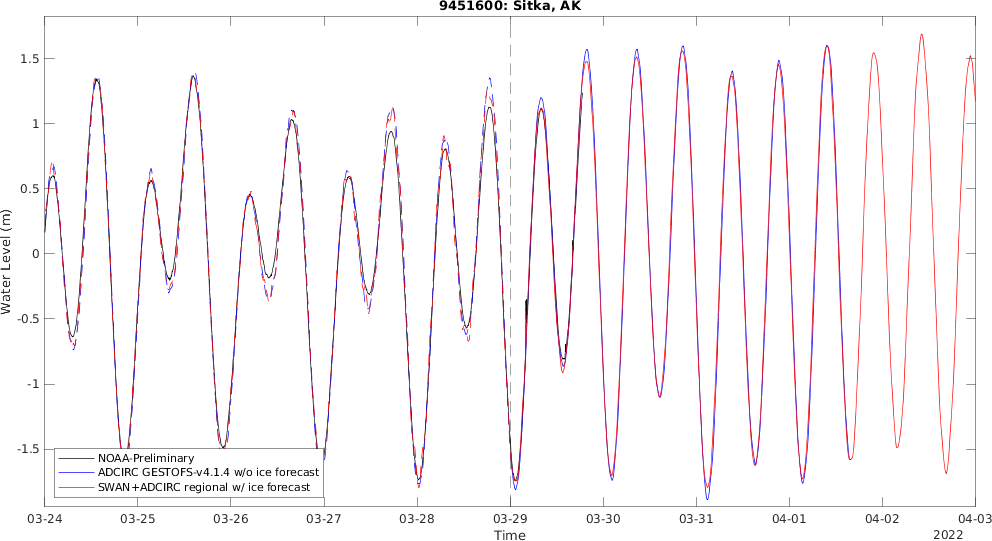 9451600: Sitka, AK
1.5
1
0.5
0
-0.5
-1
-1.5
Water Level (m)
NOAA-Preliminary
ADCIRC GESTOFS-v4.1.4 w/o ice forecast
SWAN+ADCIRC regional w/ ice forecast
03-24 03-25 03-26 03-27 03-28 03-29 03-30 03-31 04-01 04-02 04-03
Time
2022